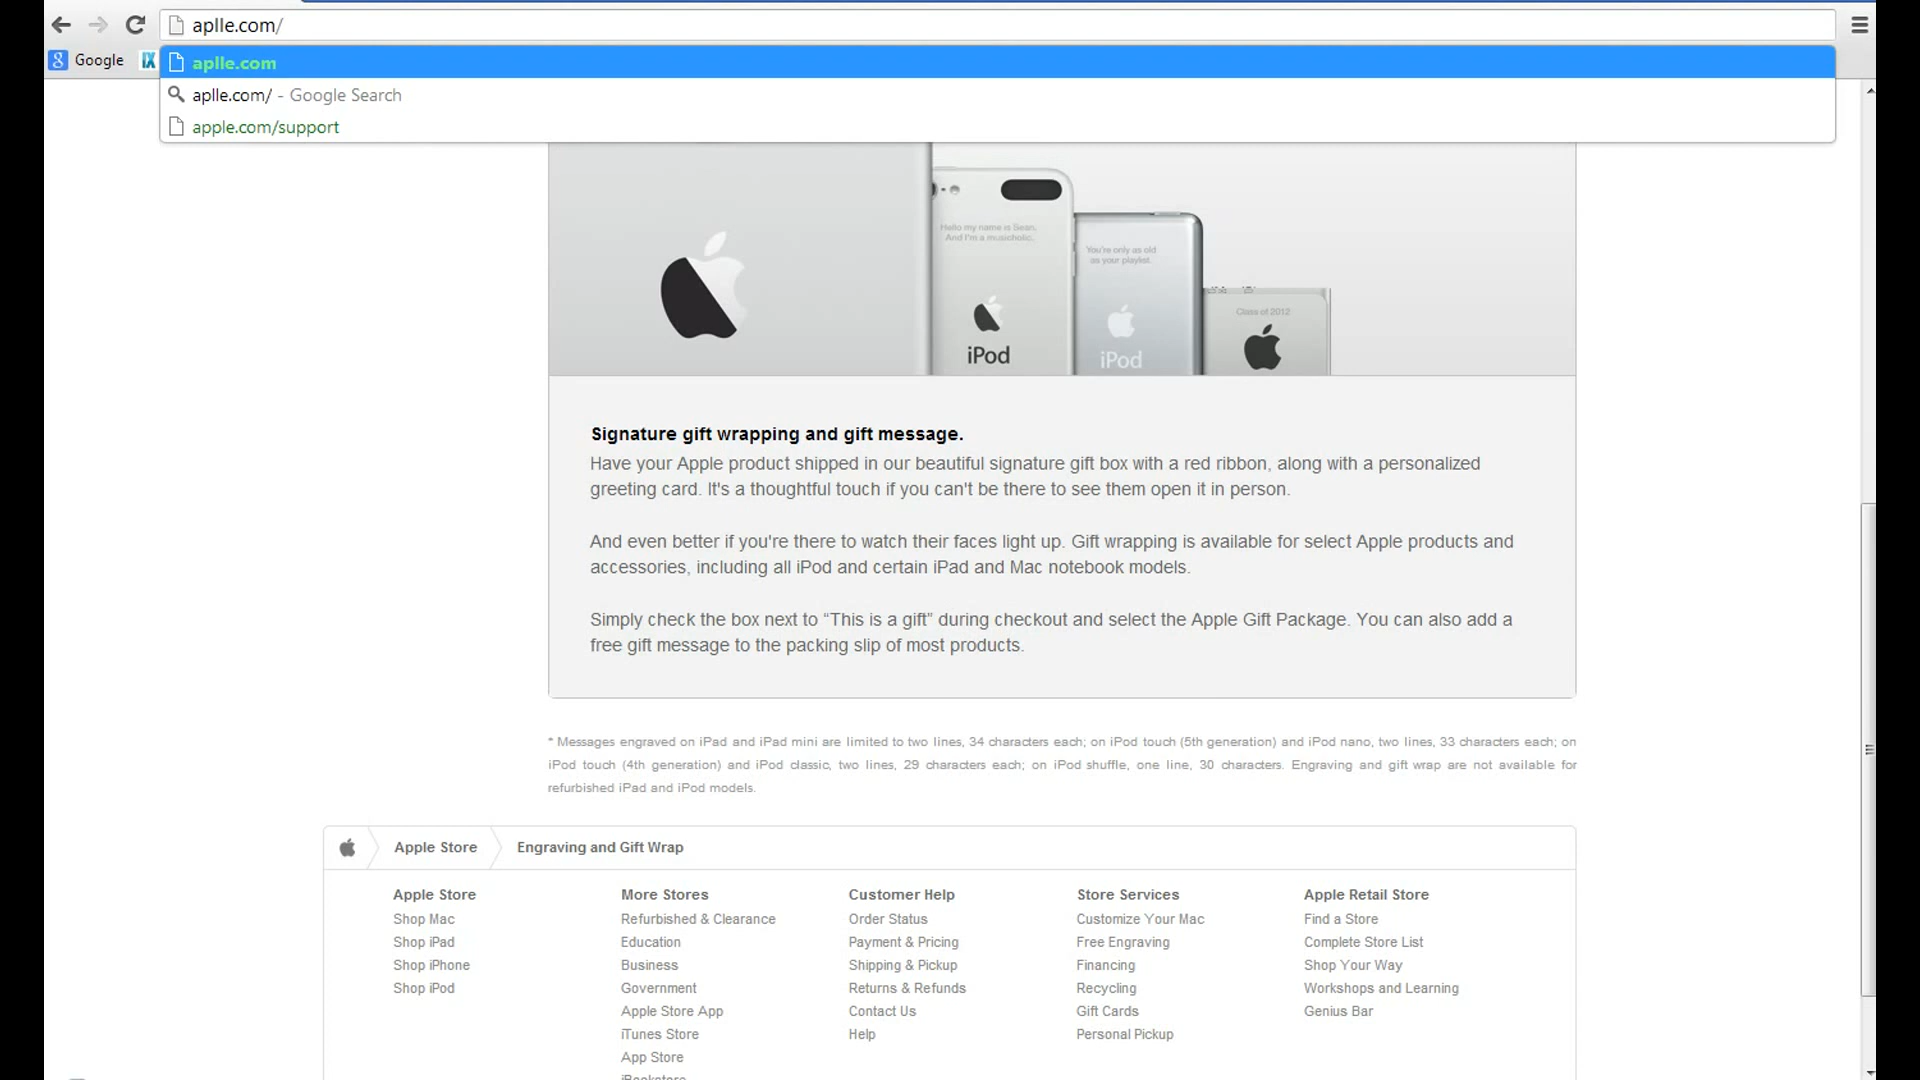 aplle.com/
Google
aplle.com
aplle.com/ - Google Search
apple.com/support
Hello my name is Sean.
And I'm a musicholic.
You're only as old
as your playlist.
Class of 2012
iPod
iPod
Signature gift wrapping and gift message.
Have your Apple product shipped in our beautiful signature gift box with a red ribbon, along with a personalized
greeting card. It's a thoughtful touch if you can't be there to see them open it in person.
And even better if you're there to watch their faces light up. Gift wrapping is available for select Apple products and
accessories, including all iPod and certain iPad and Mac notebook models.
Simply check the box next to “This is a gift” during checkout and select the Apple Gift Package. You can also add a
free gift message to the packing slip of most products.
* Messages engraved on iPad and iPad mini are limited to two lines, 34 characters each; on iPod touch (5th generation) and iPod nano, two lines, 33 characters each; on
iPod touch (4th generation) and iPod classic, two lines, 29 characters each; on iPod shuffle, one line, 30 characters. Engraving and gift wrap are not available for
refurbished iPad and iPod models.
Apple Store Engraving and Gift Wrap
Apple Store
Shop Mac
Shop iPad
Shop iPhone
Shop iPod
More Stores
Refurbished & Clearance
Education
Business
Government
Apple Store App
iTunes Store
App Store
iBookstore
Customer Help
Order Status
Payment & Pricing
Shipping & Pickup
Returns & Refunds
Contact Us
Help
Store Services
Customize Your Mac
Free Engraving
Financing
Recycling
Gift Cards
Personal Pickup
Apple Retail Store
Find a Store
Complete Store List
Shop Your Way
Workshops and Learning
Genius Bar